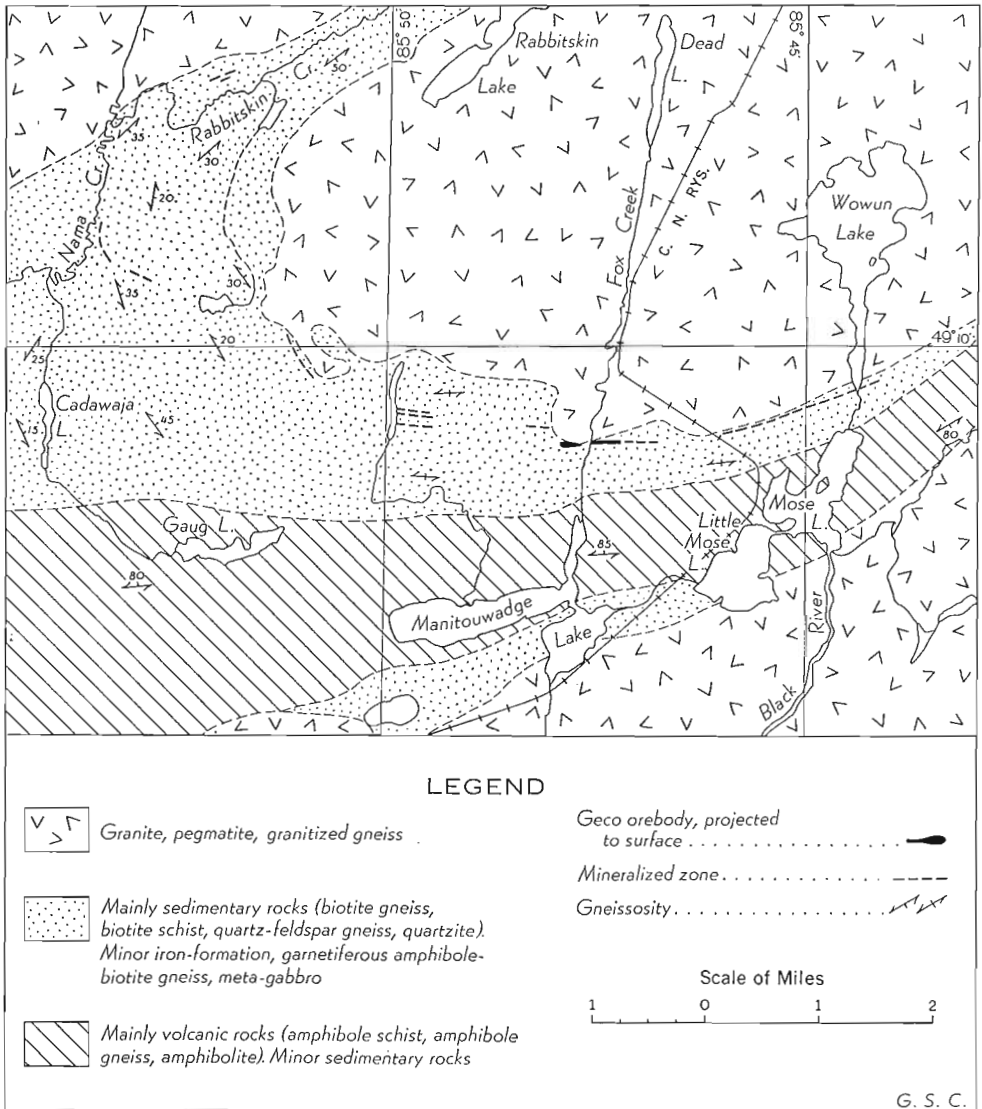 85° 50'
Rabbitskin
Lake
Dead
L.
85° 45'
Cr.
30
Rabbitskin
35
30
Nama Cr.
20
35
30
Fox Creek
C. N. RYS.
Wowun
Lake
49° 10'
25
20
Cadawaja
L.
15
45
80
Gaug L.
80
85
Little
Mose
L.
Mose
L.
Manitouwadge
Lake
River
Black
LEGEND
Granite, pegmatite, granitized gneiss
Mainly sedimentary rocks (biotite gneiss,
biotite schist, quartz-feldspar gneiss, quartzite).
Minor iron-formation, garnetiferous amphibole-
biotite gneiss, meta-gabbro
Mainly volcanic rocks (amphibole schist, amphibole
gneiss, amphibolite). Minor sedimentary rocks
Geco orebody, projected
to surface . . . . . . . . . . . . . . . . .
Mineralized zone . . . . . . . . . . . . . .
Gneissosity . . . . . . . . . . . . . . . . .
Scale of Miles
1 0 1 2
G. S. C.